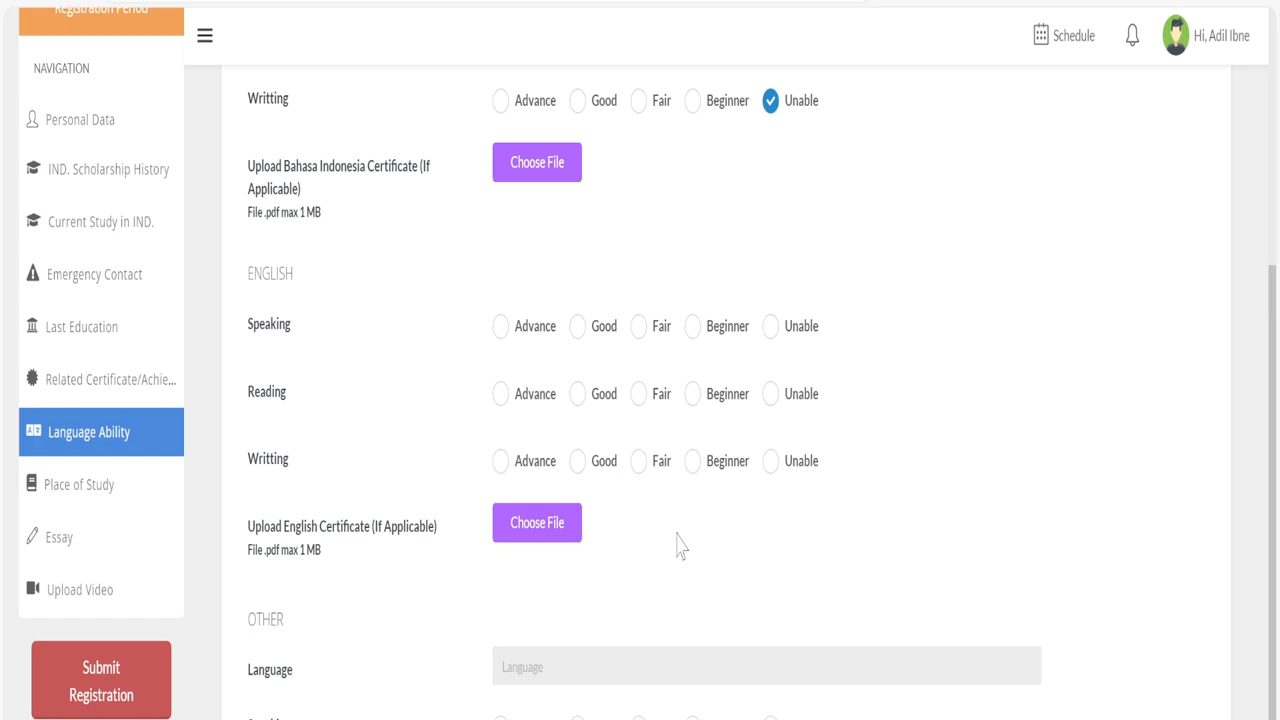 Registration Period
Schedule
Hi, Adil Ibne
NAVIGATION
Personal Data
IND. Scholarship History
Current Study in IND.
Emergency Contact
Last Education
Related Certificate/Achie...
Language Ability
Place of Study
Essay
Upload Video
Submit
Registration
Writting
Advance Good Fair Beginner Unable
Upload Bahasa Indonesia Certificate (If
Applicable)
File .pdf max 1 MB
Choose File
ENGLISH
Speaking
Advance Good Fair Beginner Unable
Reading
Advance Good Fair Beginner Unable
Writting
Advance Good Fair Beginner Unable
Upload English Certificate (If Applicable)
File .pdf max 1 MB
Choose File
OTHER
Language
Language